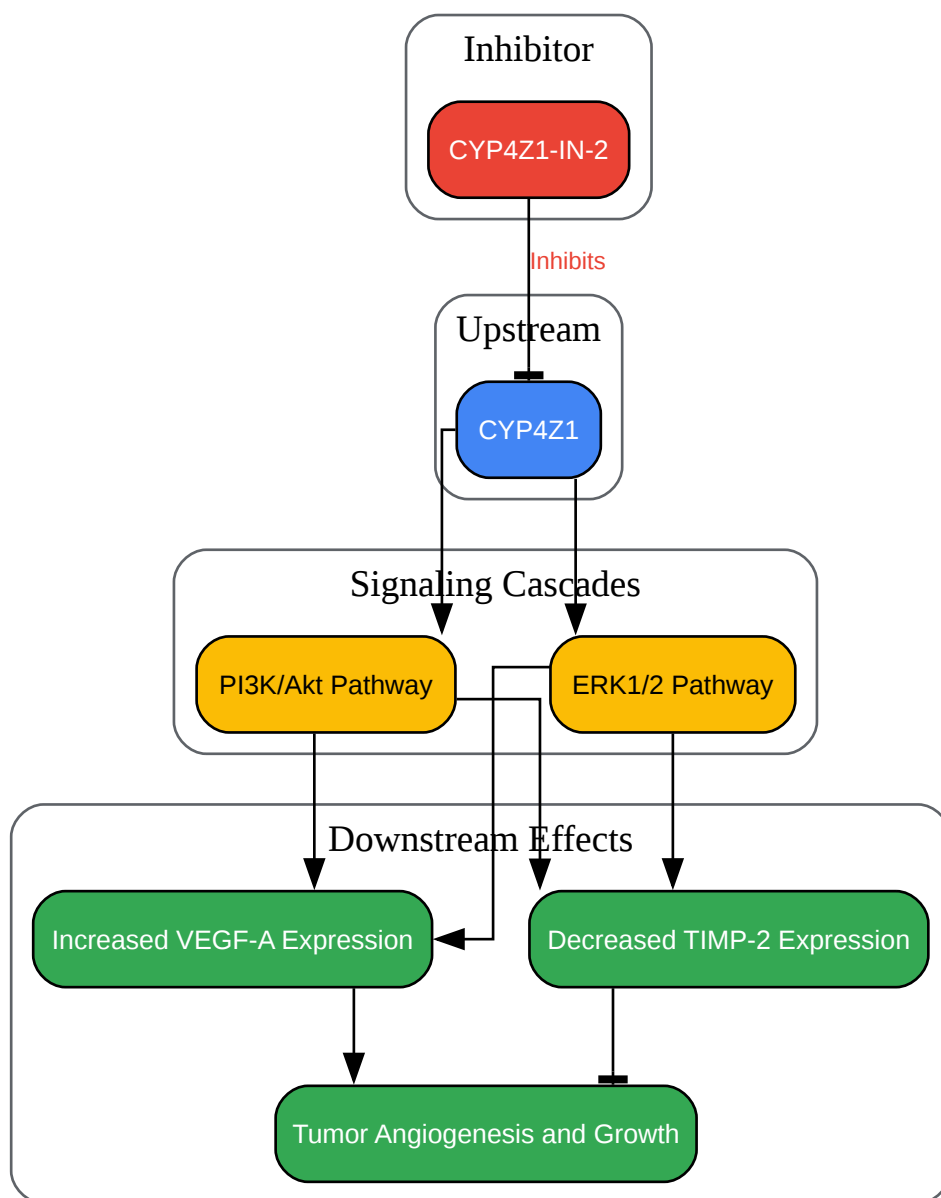 Inhibitor
CYP4Z1-IN-2
Inhibits
Upstream
CYP4Z1
Signaling Cascades
PI3K/Akt Pathway
ERK1/2 Pathway
Downstream Effects
Increased VEGF-A Expression
Decreased TIMP-2 Expression
Tumor Angiogenesis and Growth